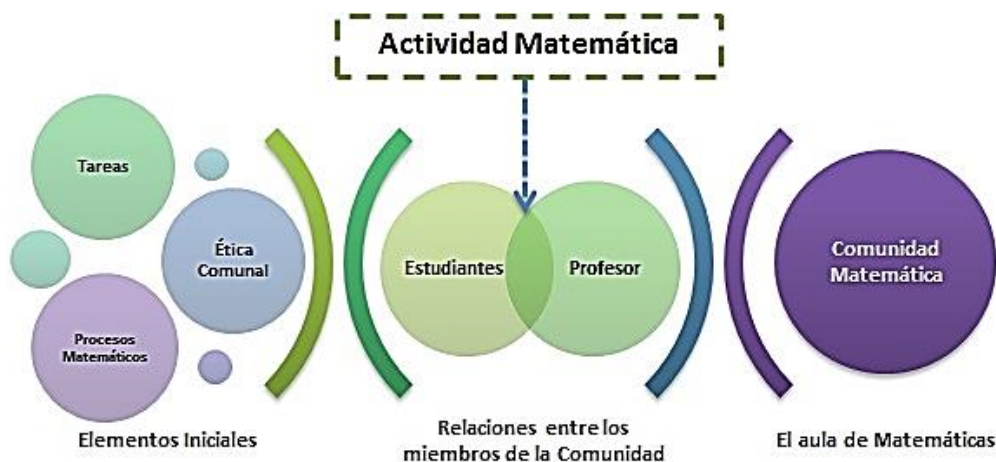 Actividad Matemática
Tareas
Ética
Comunal
Procesos
Matemáticos
Estudiantes
Profesor
Comunidad
Matemática
Elementos Iniciales
Relaciones entre los
miembros de la Comunidad
El aula de Matemáticas